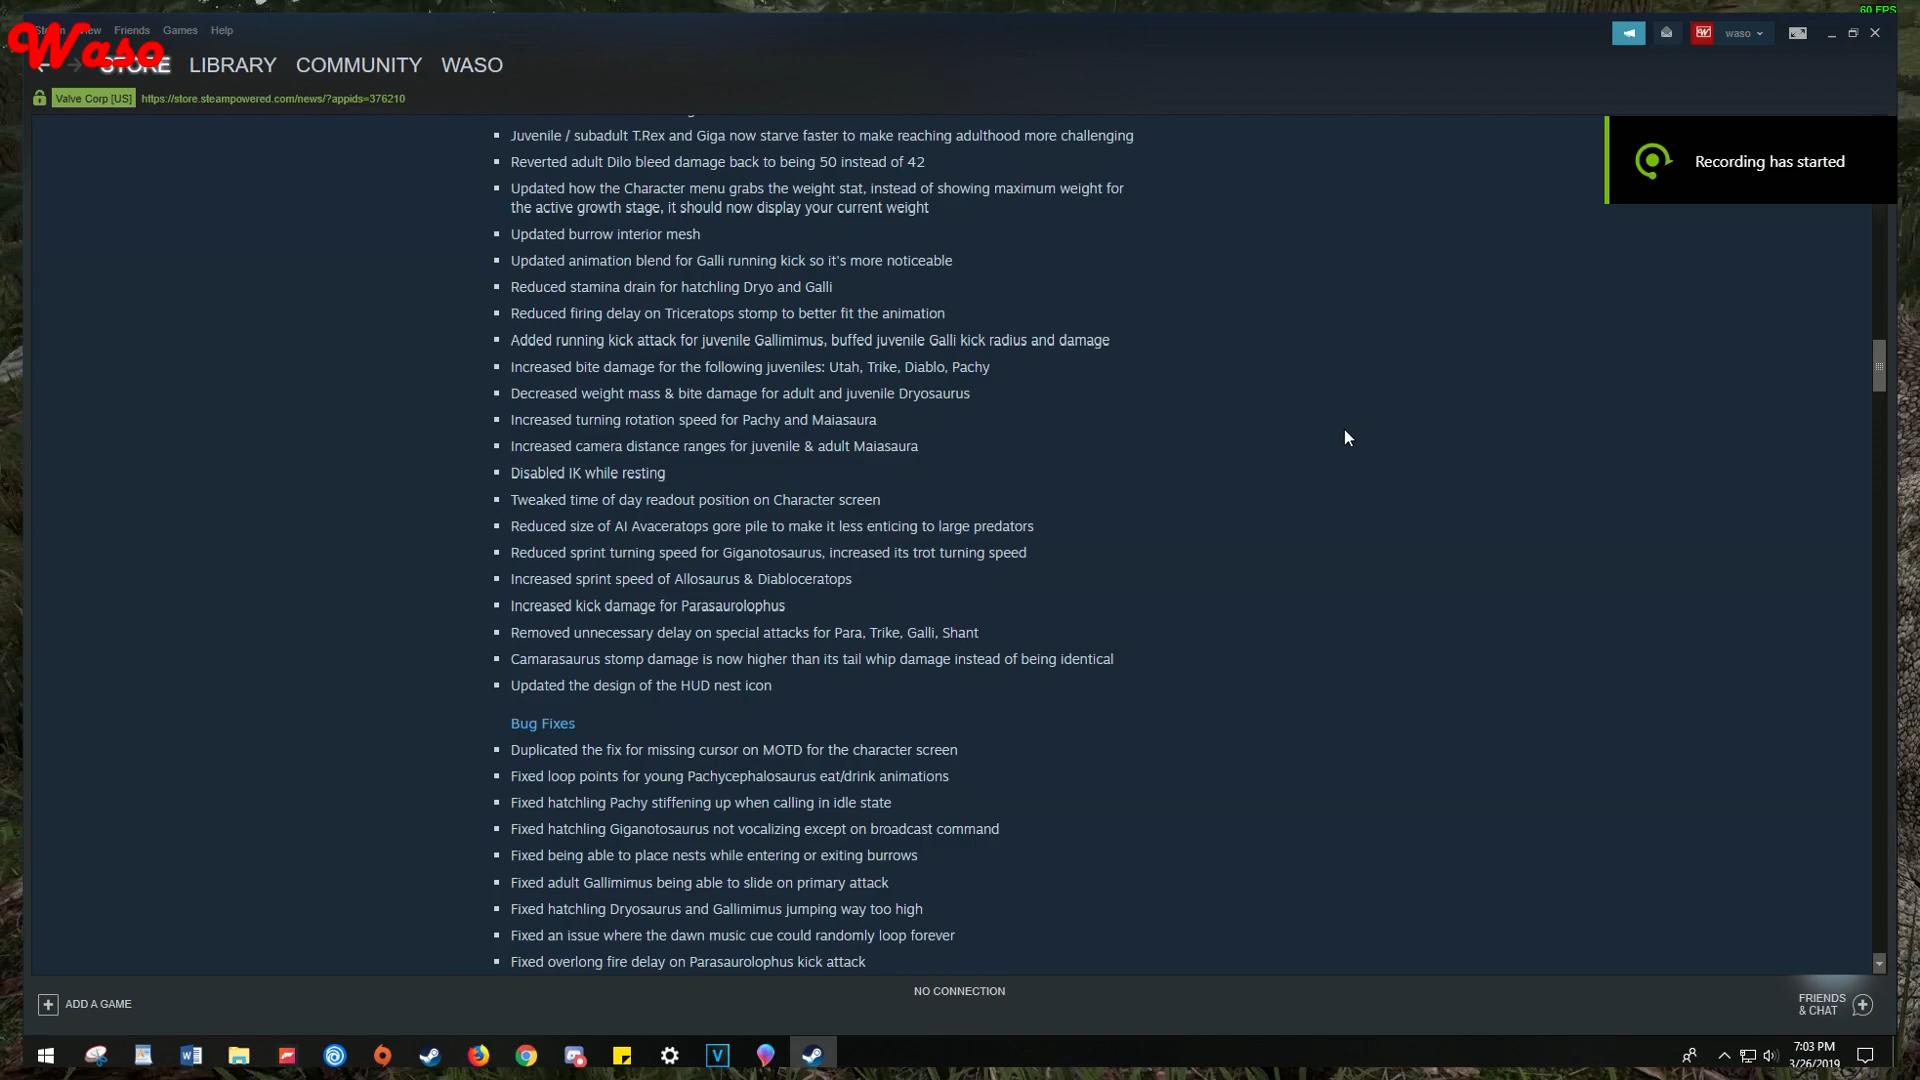 60 FPS
View Friends Games Help
Waso
waso
STORE LIBRARY COMMUNITY WASO
Valve Corp [US] https://store.steampowered.com/news/?appids=376210
Recording has started
Juvenile / subadult T.Rex and Giga now starve faster to make reaching adulthood more challenging
Reverted adult Dilo bleed damage back to being 50 instead of 42
Updated how the Character menu grabs the weight stat, instead of showing maximum weight for
the active growth stage, it should now display your current weight
Updated burrow interior mesh
Updated animation blend for Galli running kick so it's more noticeable
Reduced stamina drain for hatchling Dryo and Galli
Reduced firing delay on Triceratops stomp to better fit the animation
Added running kick attack for juvenile Gallimimus, buffed juvenile Galli kick radius and damage
Increased bite damage for the following juveniles: Utah, Trike, Diablo, Pachy
Decreased weight mass & bite damage for adult and juvenile Dryosaurus
Increased turning rotation speed for Pachy and Maiasaura
Increased camera distance ranges for juvenile & adult Maiasaura
Disabled IK while resting
Tweaked time of day readout position on Character screen
Reduced size of AI Avaceratops gore pile to make it less enticing to large predators
Reduced sprint turning speed for Giganotosaurus, increased its trot turning speed
Increased sprint speed of Allosaurus & Diabloceratops
Increased kick damage for Parasaurolophus
Removed unnecessary delay on special attacks for Para, Trike, Galli, Shant
Camarasaurus stomp damage is now higher than its tail whip damage instead of being identical
Updated the design of the HUD nest icon
Bug Fixes
Duplicated the fix for missing cursor on MOTD for the character screen
Fixed loop points for young Pachycephalosaurus eat/drink animations
Fixed hatchling Pachy stiffening up when calling in idle state
Fixed hatchling Giganotosaurus not vocalizing except on broadcast command
Fixed being able to place nests while entering or exiting burrows
Fixed adult Gallimimus being able to slide on primary attack
Fixed hatchling Dryosaurus and Gallimimus jumping way too high
Fixed an issue where the dawn music cue could randomly loop forever
Fixed overlong fire delay on Parasaurolophus kick attack
NO CONNECTION
ADD A GAME
FRIENDS
& CHAT
7:03 PM
3/26/2019